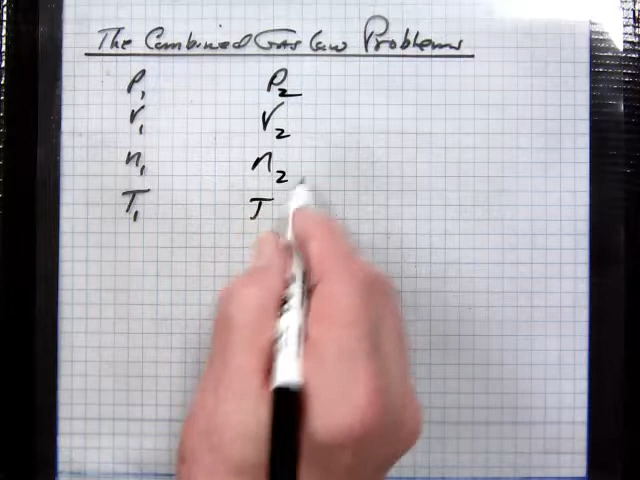 The Combined Gas Law Problems
P₁ P₂
V₁ V₂
n₁ n₂
T₁ T